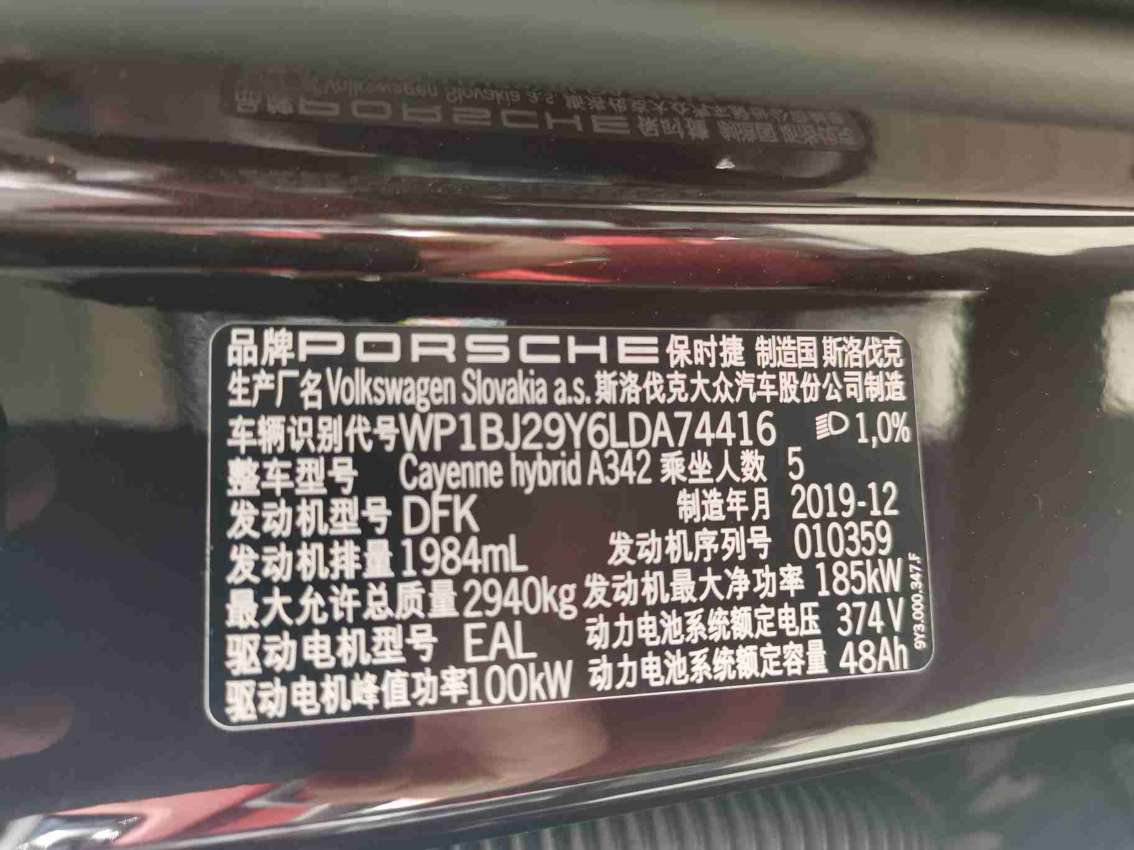 品牌PORSCHE 保时捷 制造国 斯洛伐克
生产厂名Volkswagen Slovakia a.s.斯洛伐克大众汽车股份公司制造
车辆识别代号WP1BJ29Y6LDA74416 1,0%
整车型号 Cayenne hybrid A342 乘坐人数 5
发动机型号 DFK 制造年月 2019-12
发动机排量1984mL 发动机序列号 010359
最大允许总质量2940kg 发动机最大净功率 185kW
驱动电机型号 EAL 动力电池系统额定电压 374V
驱动电机峰值功率100kW 动力电池系统额定容量 48Ah
9Y3.000.347.F